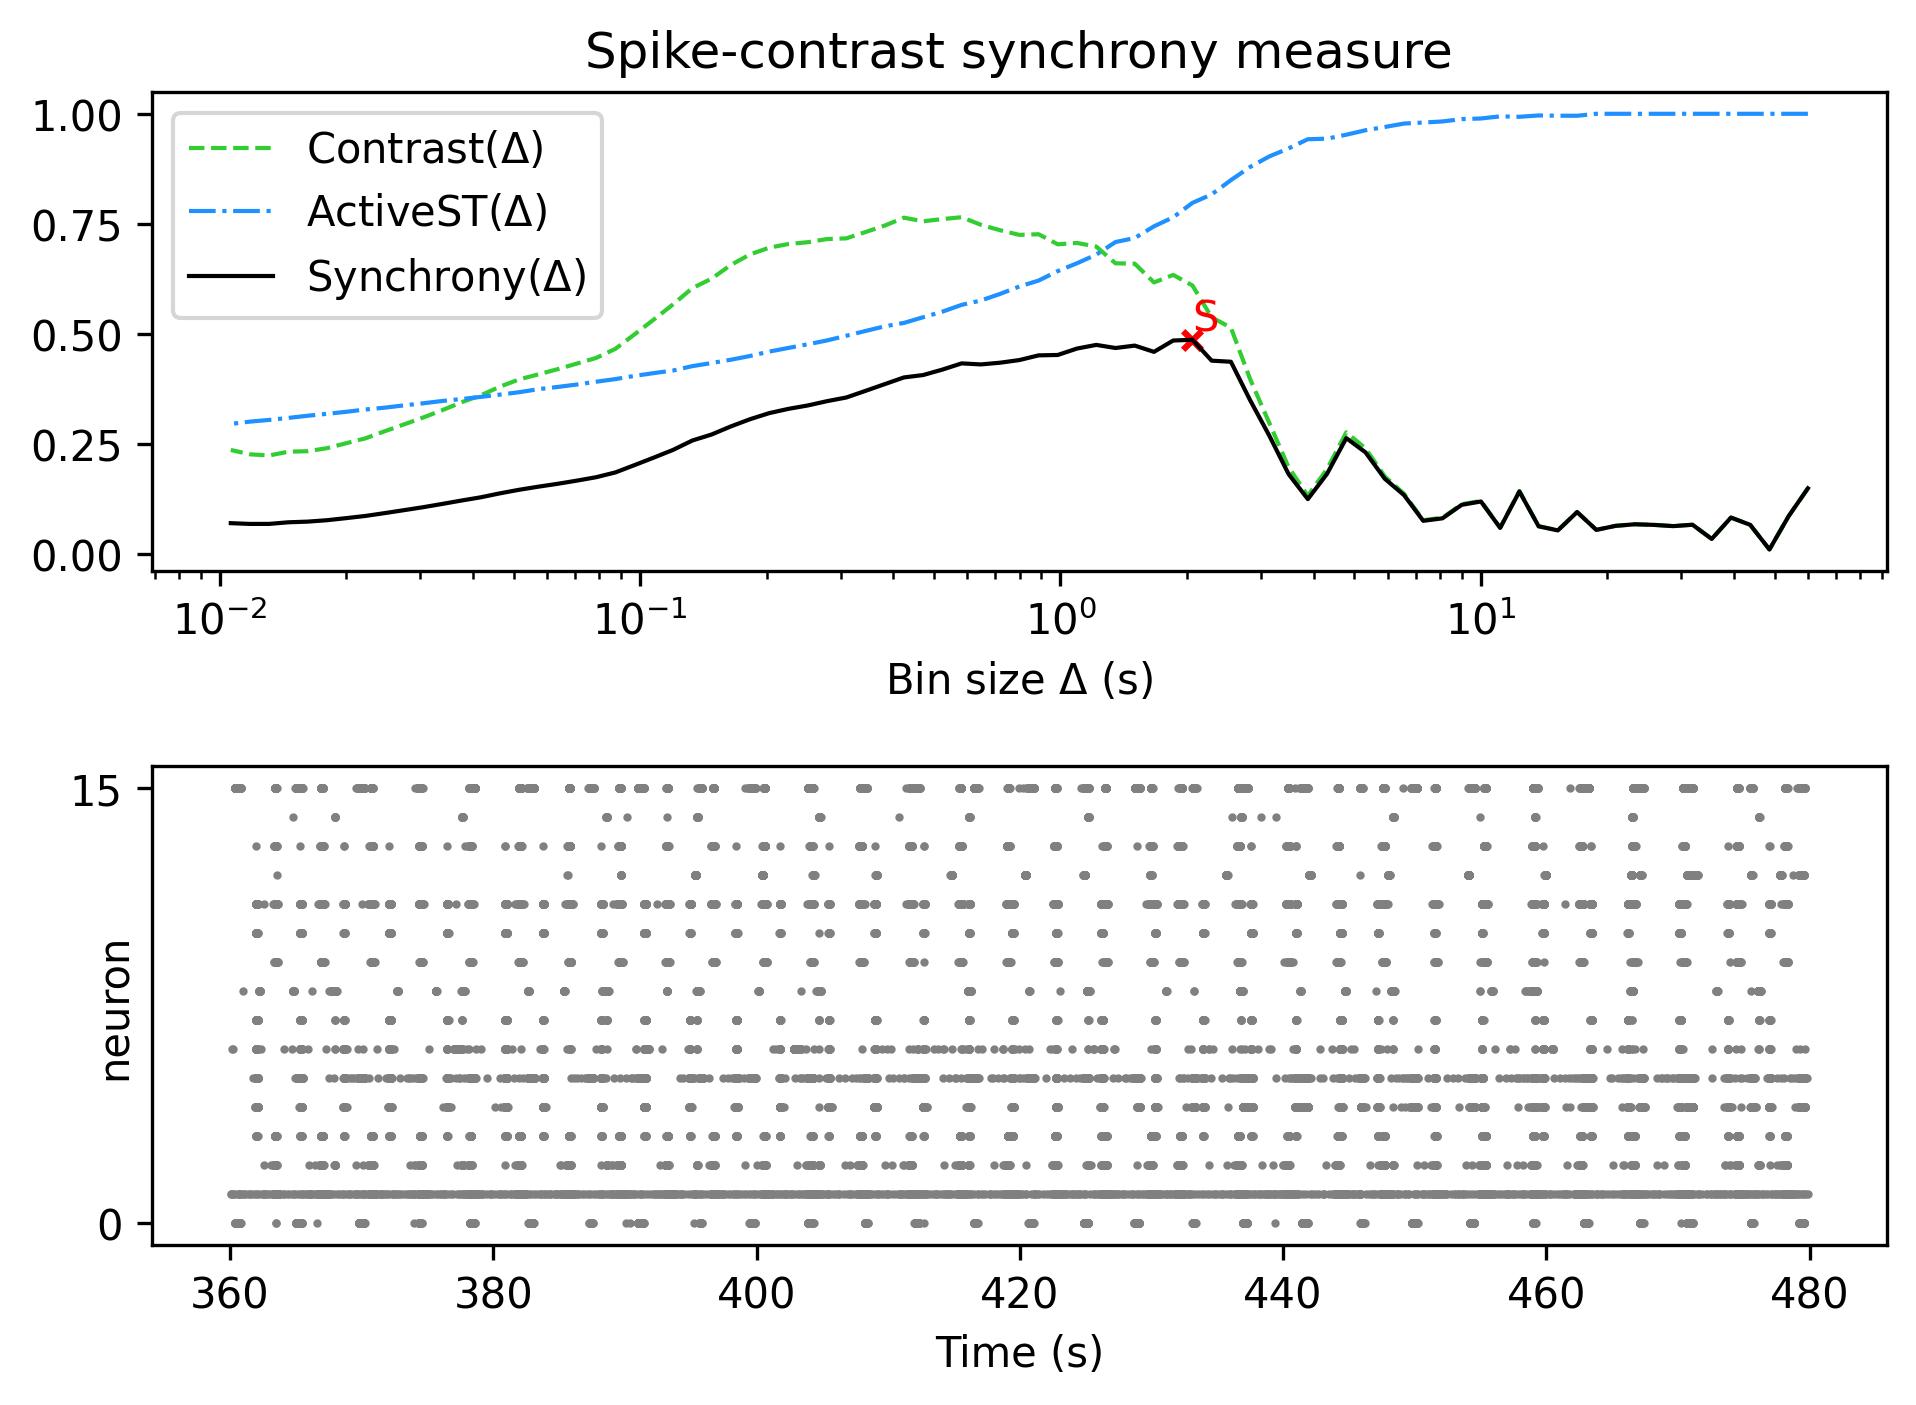 Spike-contrast synchrony measure
1.00
0.75
0.50
0.25
0.00
Contrast(Δ)
ActiveST(Δ)
Synchrony(Δ)
S
10⁻² 10⁻¹ 10⁰ 10¹
Bin size Δ (s)
15
0
neuron
360 380 400 420 440 460 480
Time (s)